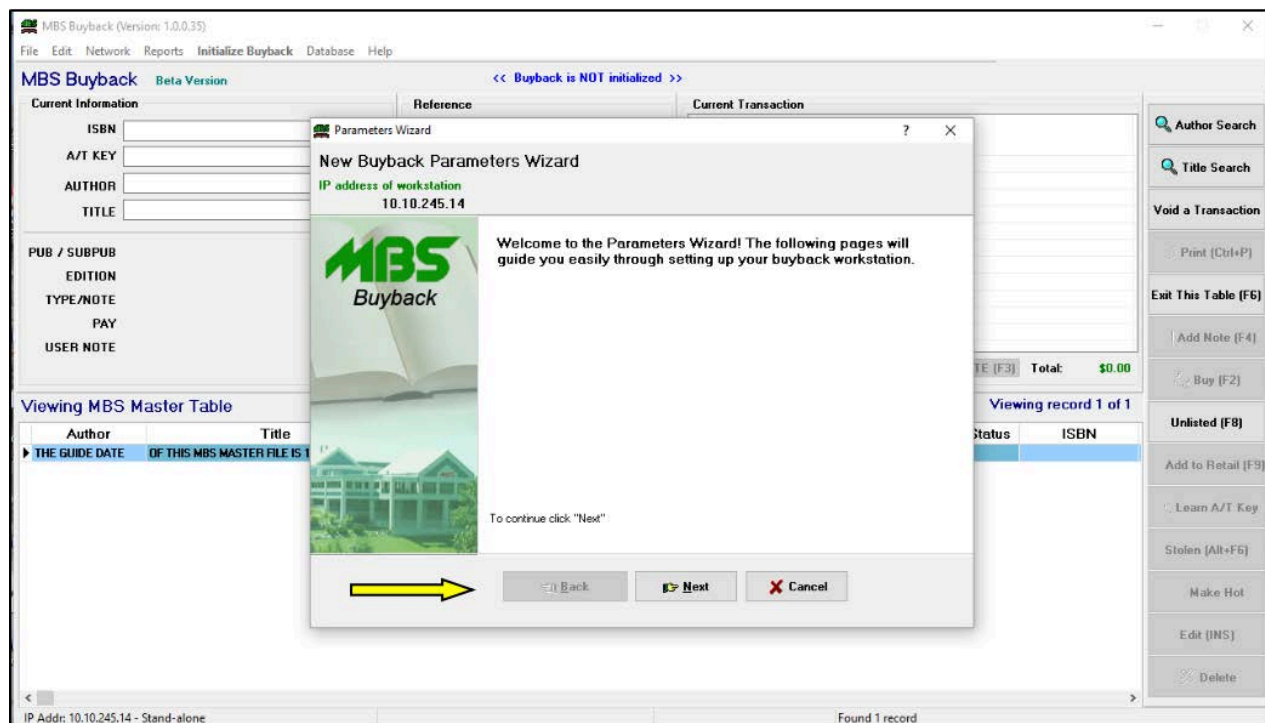 MBS Buyback (Version: 1.0.0.35)
File Edit Network Reports Initialize Buyback Database Help
MBS Buyback Beta Version << Buyback is NOT initialized >>
Current Information Reference Current Transaction
ISBN
A/T KEY
AUTHOR
TITLE
PUB / SUBPUB
EDITION
TYPE/NOTE
PAY
USER NOTE
Parameters Wizard ? X
New Buyback Parameters Wizard
IP address of workstation
10.10.245.14
MBS
Buyback
Welcome to the Parameters Wizard! The following pages will
guide you easily through setting up your buyback workstation.
To continue click "Next"
Back Next Cancel
(F3) Total: $0.00
Viewing MBS Master Table Viewing record 1 of 1
Author Title Status ISBN
THE GUIDE DATE OF THIS MBS MASTER FILE IS
Author Search
Title Search
Void a Transaction
Print (Ctrl+P)
Exit This Table (F6)
Add Note (F4)
Buy (F2)
Unlisted (F8)
Add to Retail (F9)
Learn A/T Key
Stolen (Alt+F6)
Make Hot
Edit (INS)
Delete
IP Addr: 10.10.245.14 - Stand-alone Found 1 record